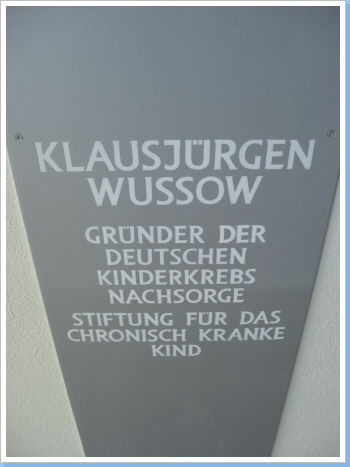 KLAUSJÜRGEN
WUSSOW
GRÜNDER DER
DEUTSCHEN
KINDERKREBS
NACHSORGE
STIFTUNG FÜR DAS
CHRONISCH KRANKE
KIND